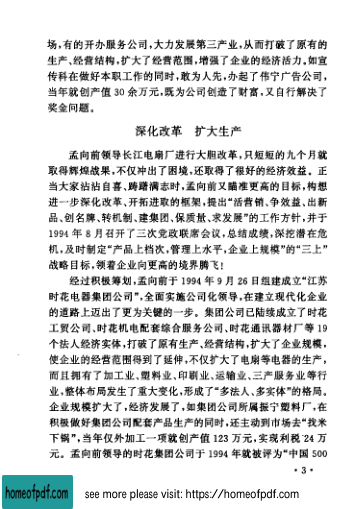 场,有的开办服务公司,大力发展第三产业,从而打破了原有的
生产、经营结构,扩大了经营范围,增强了企业的经济活力。如宣
传科在做好本职工作的同时,敢为人先,办起了伟宁广告公司,
当年就创产值 30 余万元,既为公司创造了财富,又自行解决了
奖金问题。
深化改革 扩大生产
孟向前领导长江电扇厂进行大胆改革,只短短的九个月就
取得辉煌战果,不仅冲出了困境,还取得了很好的经济效益。正
当大家沾沾自喜、踌躇满志时,孟向前又瞄准更高的目标,构想
进一步深化改革、开拓进取的框架,提出“活营销、争效益、出新
品、创名牌、转机制、建集团、保质量、求发展”的工作方针,并于
1994 年 8 月召开了三次党政联席会议,总结成绩,深挖潜在危
机,及时制定“产品上档次,管理上水平,企业上规模”的“三上”
战略目标,领着企业向更高的境界腾飞!
经过积极筹划,孟向前于 1994 年 9 月 26 日组建成立“江苏
时花电器集团公司”,全面实施公司化领导,在建立现代化企业
的道路上迈出了更为关键的一步。集团公司已陆续成立了时花
工贸公司、时花机电配套综合服务公司、时花通讯器材厂等 19
个法人经济实体,打破了原有生产、经营结构,扩大了企业规模,
使企业的经营范围得到了延伸,不仅扩大了电扇等电器的生产,
而且拥有了加工业、塑料业、印刷业、运输业、三产服务业等行
业,整体布局发生了重大变化,形成了“多法人、多实体”的格局。
企业规模扩大了,经济发展了,如集团公司所属振宁塑料厂,在
积极做好集团公司配套产品生产的同时,还主动到市场去“找米
下锅”,当年仅外加工一项就创产值 123 万元,实现利税 24 万
元。孟向前领导的时花集团公司于 1994 年就被评为“中国 500
·3·
homeofpdf.com
see more please visit: https://homeofpdf.com